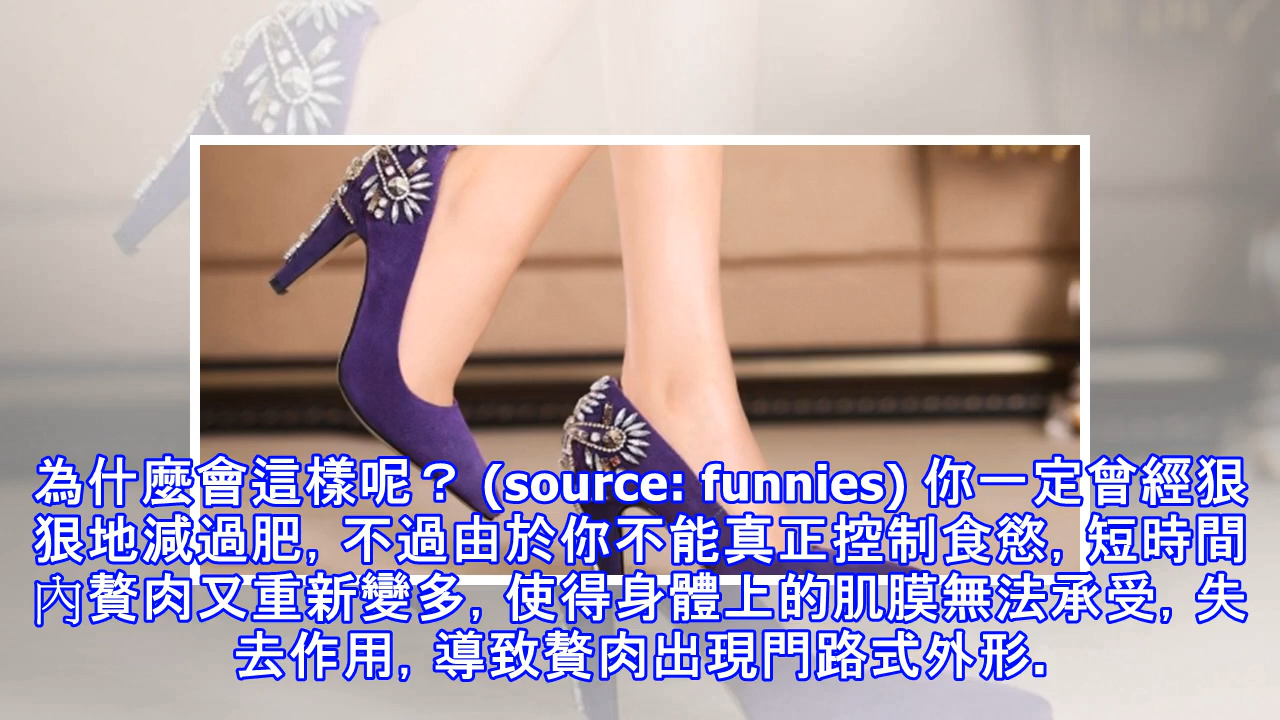 為什麼會這樣呢？ (source: funnies) 你一定曾經狠
狠地減過肥, 不過由於你不能真正控制食慾, 短時間
內贅肉又重新變多, 使得身體上的肌膜無法承受, 失
去作用, 導致贅肉出現門路式外形.